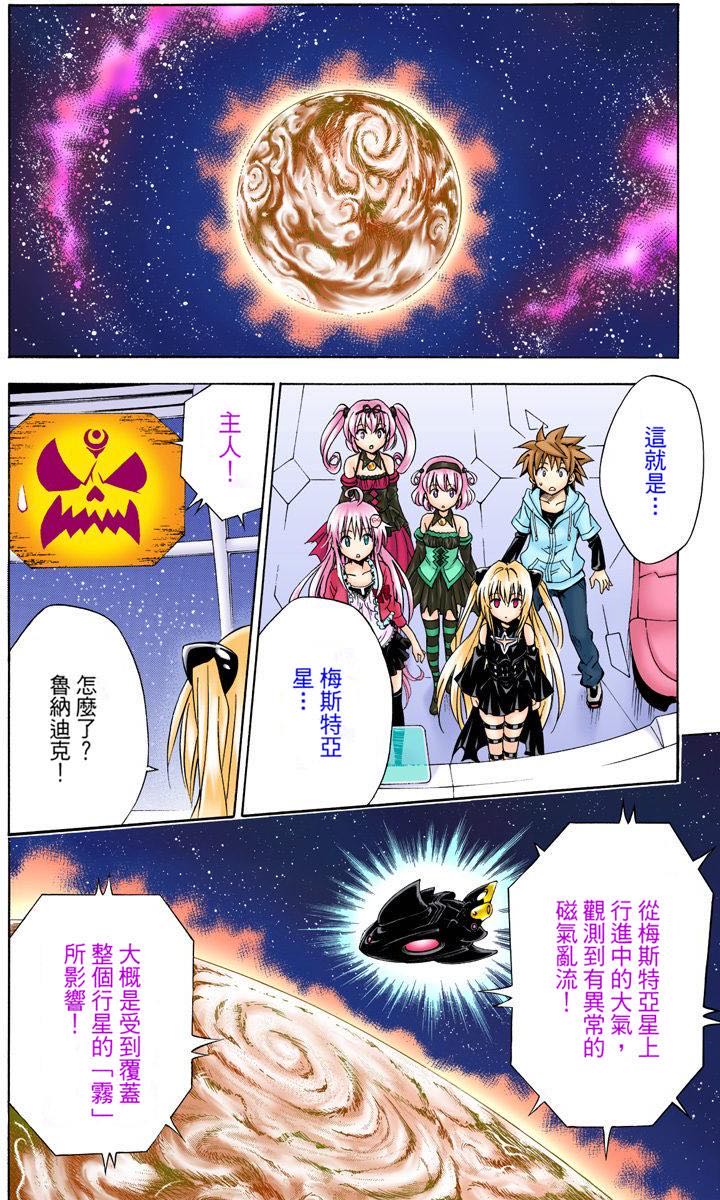 這就是…
梅斯特亞
星…
主人！
怎麼了？
魯納迪克！
從梅斯特亞星上
行進中的大氣，
觀測到有異常的
磁氣亂流！
大概是受到覆蓋
整個行星的「霧」
所影響！